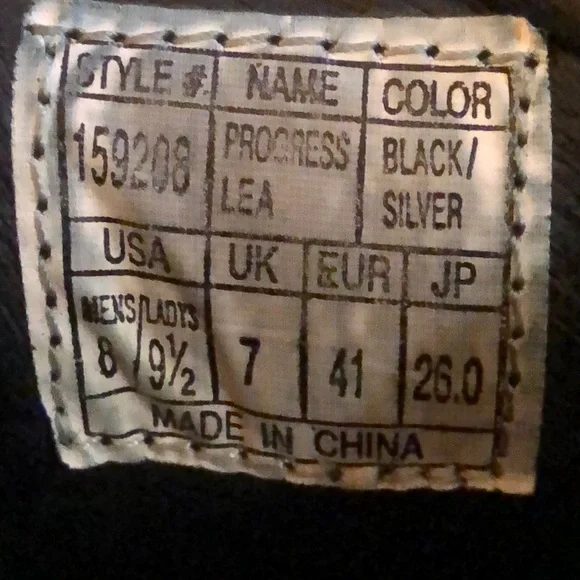 STYLE # NAME COLOR
159208 PROGRESS LEA BLACK/ SILVER
USA UK EUR JP
MENS/LADYS
8 / 9½ 7 41 26.0
MADE IN CHINA